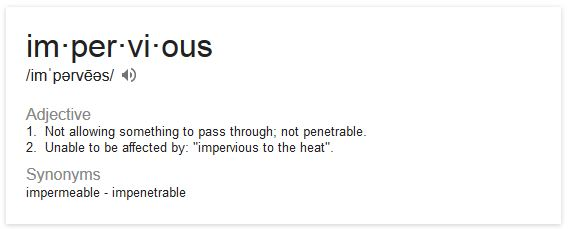 im·per·vi·ous
/imˈpərvēəs/
Adjective
1. Not allowing something to pass through; not penetrable.
2. Unable to be affected by: "impervious to the heat".
Synonyms
impermeable - impenetrable